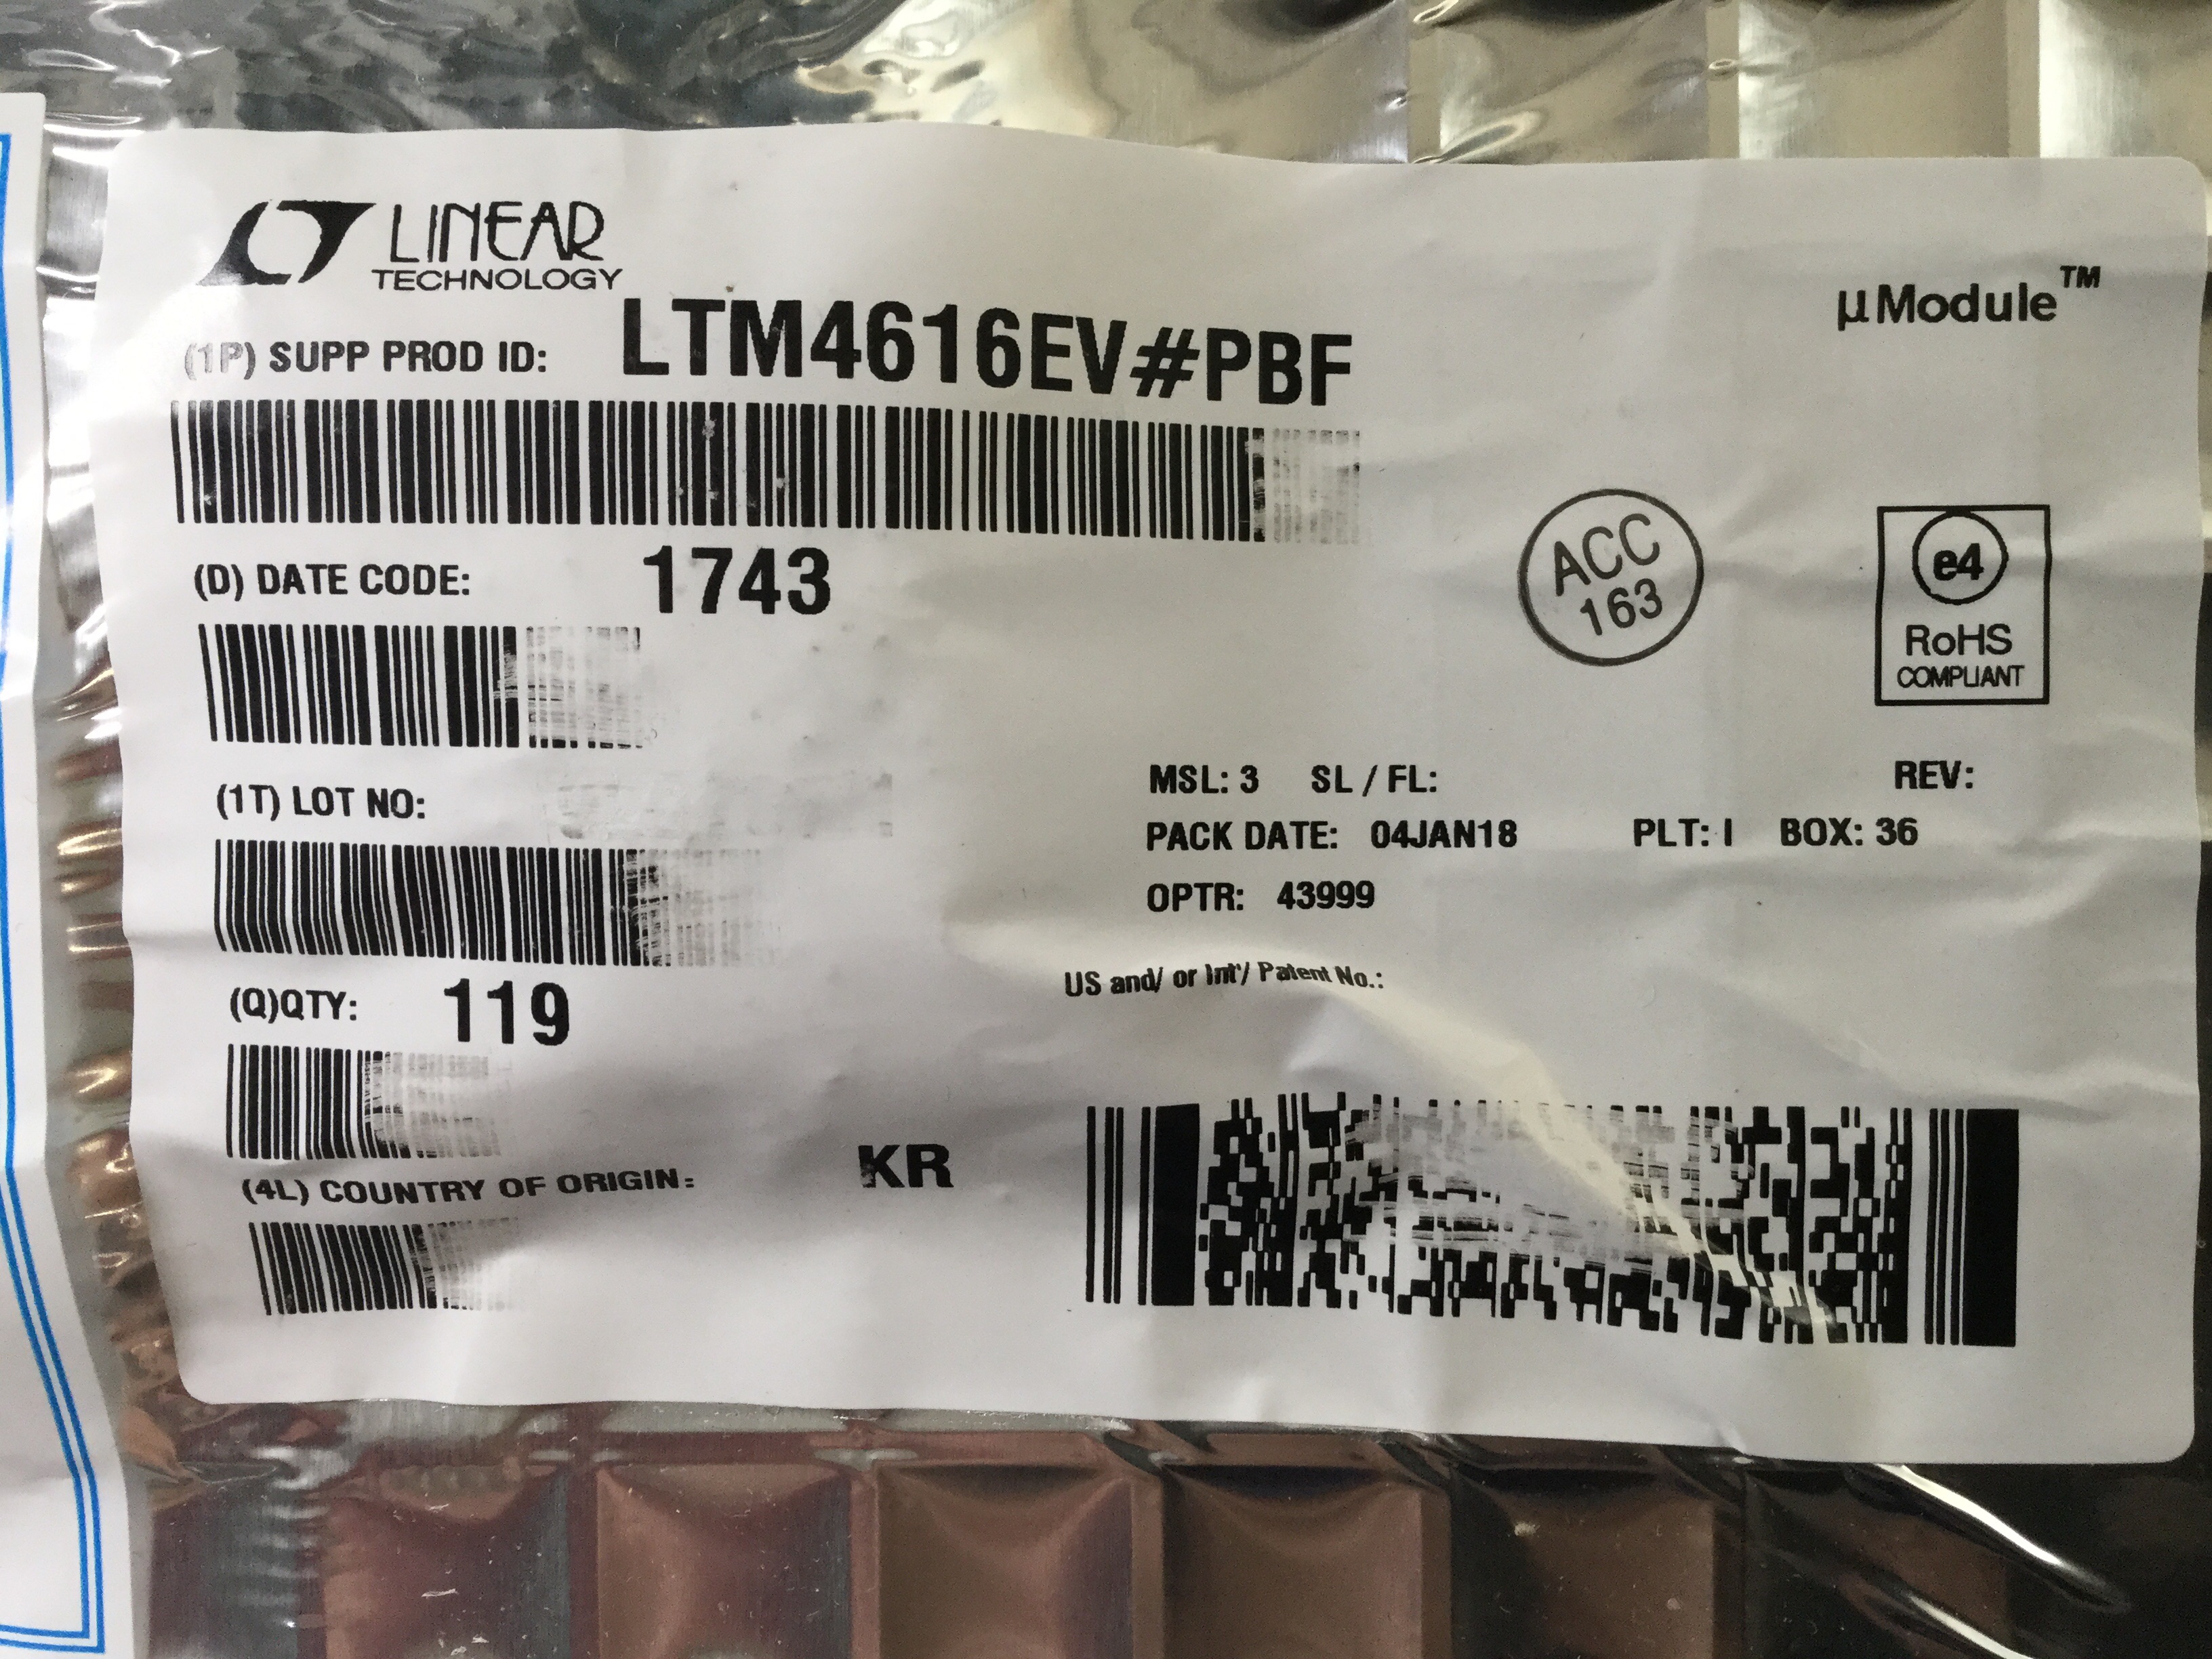 LINEAR
TECHNOLOGY
µModule™
(1P) SUPP PROD ID: LTM4616EV#PBF
(D) DATE CODE: 1743
ACC
163
e4
RoHS
COMPLIANT
(1T) LOT NO:
MSL: 3 SL / FL: REV:
PACK DATE: 04JAN18 PLT: I BOX: 36
OPTR: 43999
US and/ or Int'/ Patent No.:
(Q)QTY: 119
(4L) COUNTRY OF ORIGIN: KR